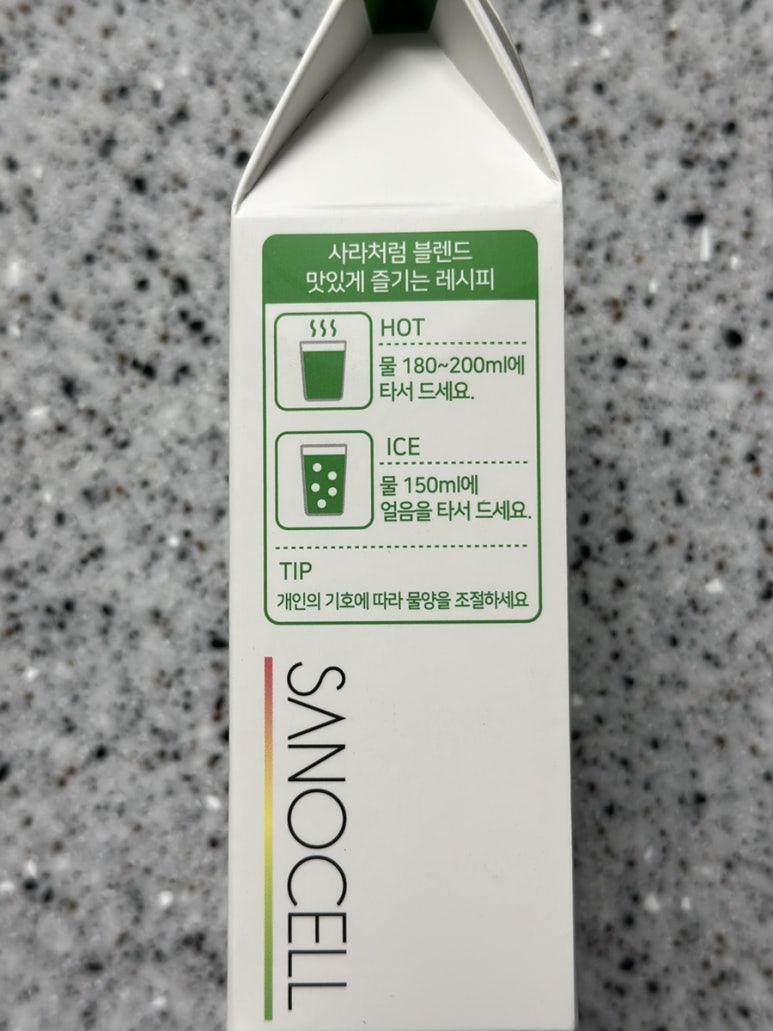 사라처럼 블렌드
맛있게 즐기는 레시피
HOT
물 180~200ml에
타서 드세요.
ICE
물 150ml에
얼음을 타서 드세요.
TIP
개인의 기호에 따라 물양을 조절하세요
SANOCELL